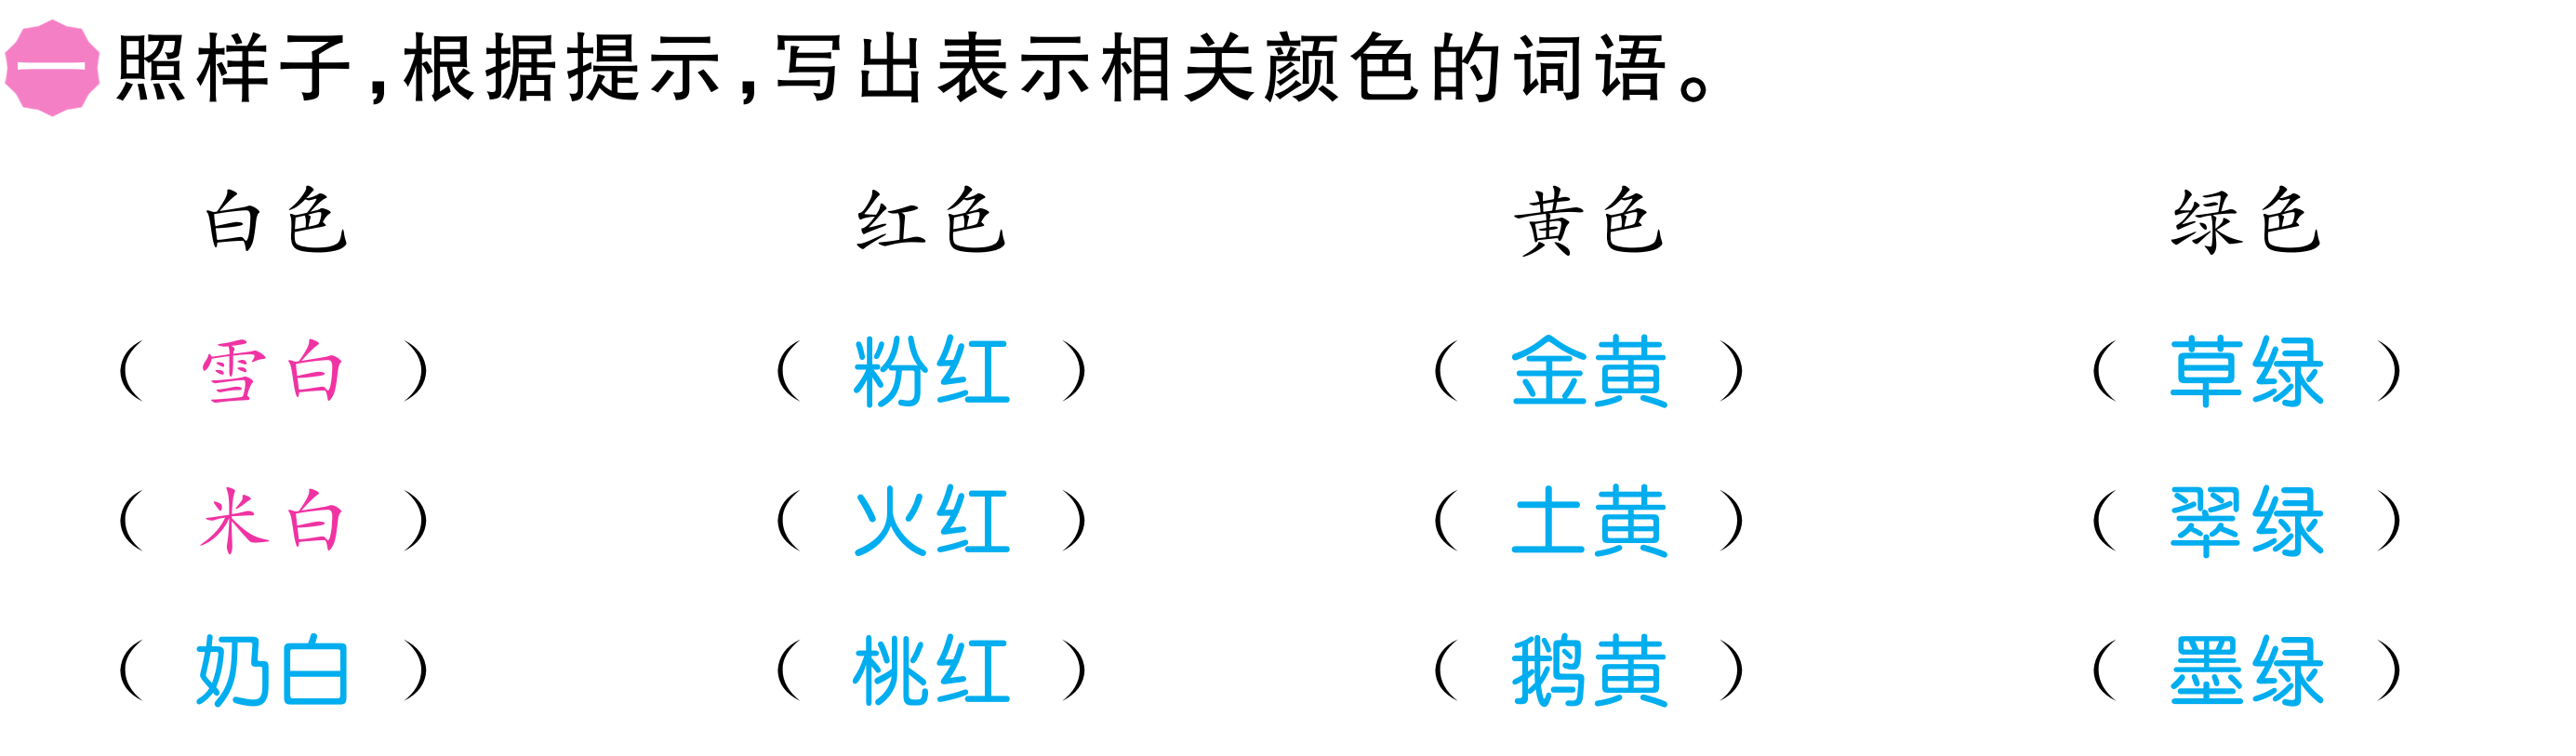 一 照样子,根据提示,写出表示相关颜色的词语。
白色 红色 黄色 绿色
( 雪白 ) ( 粉红 ) ( 金黄 ) ( 草绿 )
( 米白 ) ( 火红 ) ( 土黄 ) ( 翠绿 )
( 奶白 ) ( 桃红 ) ( 鹅黄 ) ( 墨绿 )